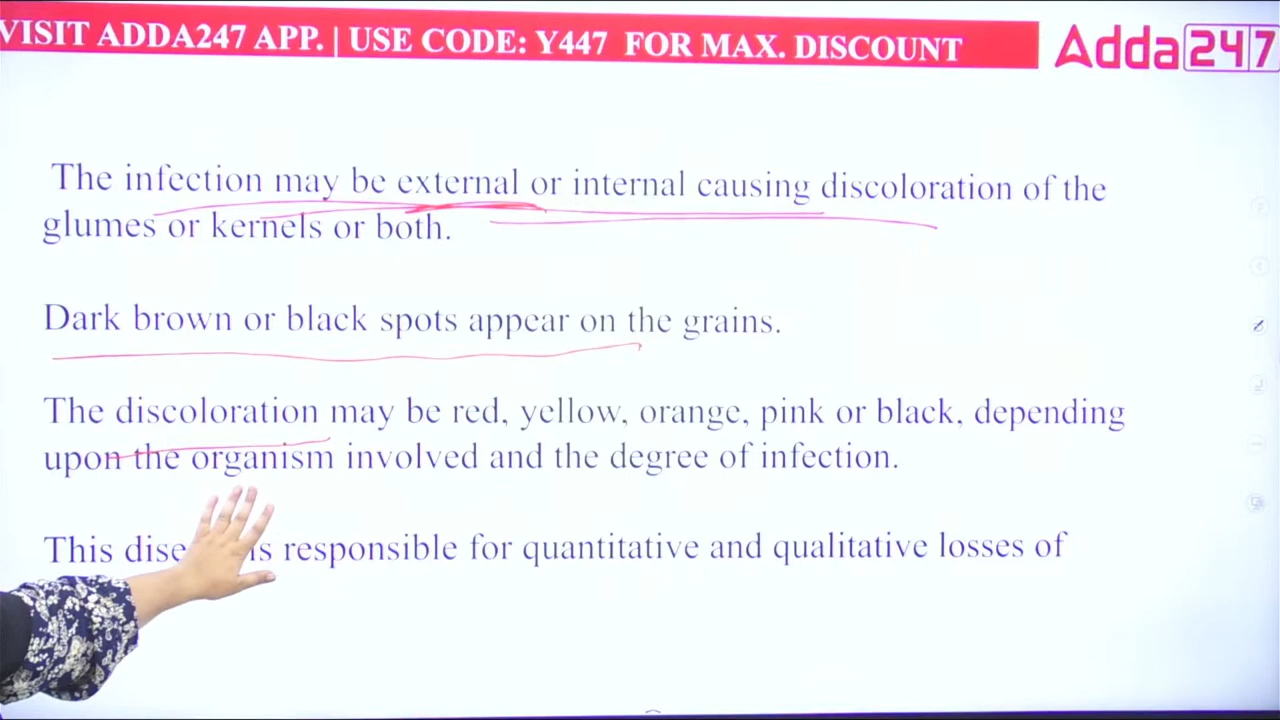 VISIT ADDA247 APP. | USE CODE: Y447 FOR MAX. DISCOUNT
Adda247
The infection may be external or internal causing discoloration of the
glumes or kernels or both.
Dark brown or black spots appear on the grains.
The discoloration may be red, yellow, orange, pink or black, depending
upon the organism involved and the degree of infection.
This responsible for quantitative and qualitative losses of